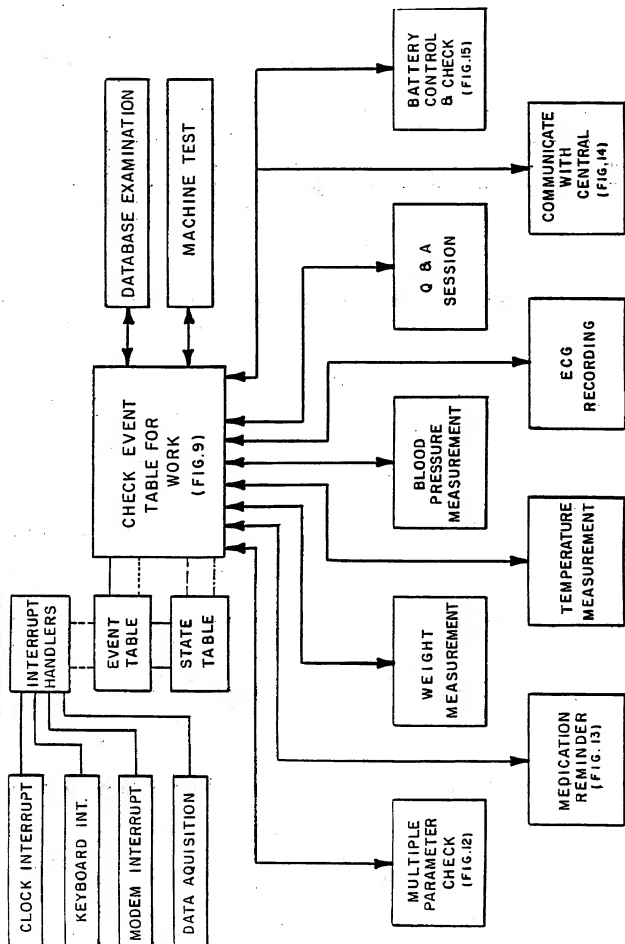 CLOCK INTERRUPT
KEYBOARD INT.
MODEM INTERRUPT
DATA AQUISITION
INTERRUPT
HANDLERS
EVENT
TABLE
STATE
TABLE
CHECK EVENT
TABLE FOR
WORK
(FIG.9)
DATABASE EXAMINATION
MACHINE TEST
MULTIPLE
PARAMETER
CHECK
(FIG.12)
MEDICATION
REMINDER
(FIG. 13)
WEIGHT
MEASUREMENT
TEMPERATURE
MEASUREMENT
BLOOD
PRESSURE
MEASUREMENT
ECG
RECORDING
Q & A
SESSION
COMMUNICATE
WITH
CENTRAL
(FIG,14)
BATTERY
CONTROL
& CHECK
(FIG.15)